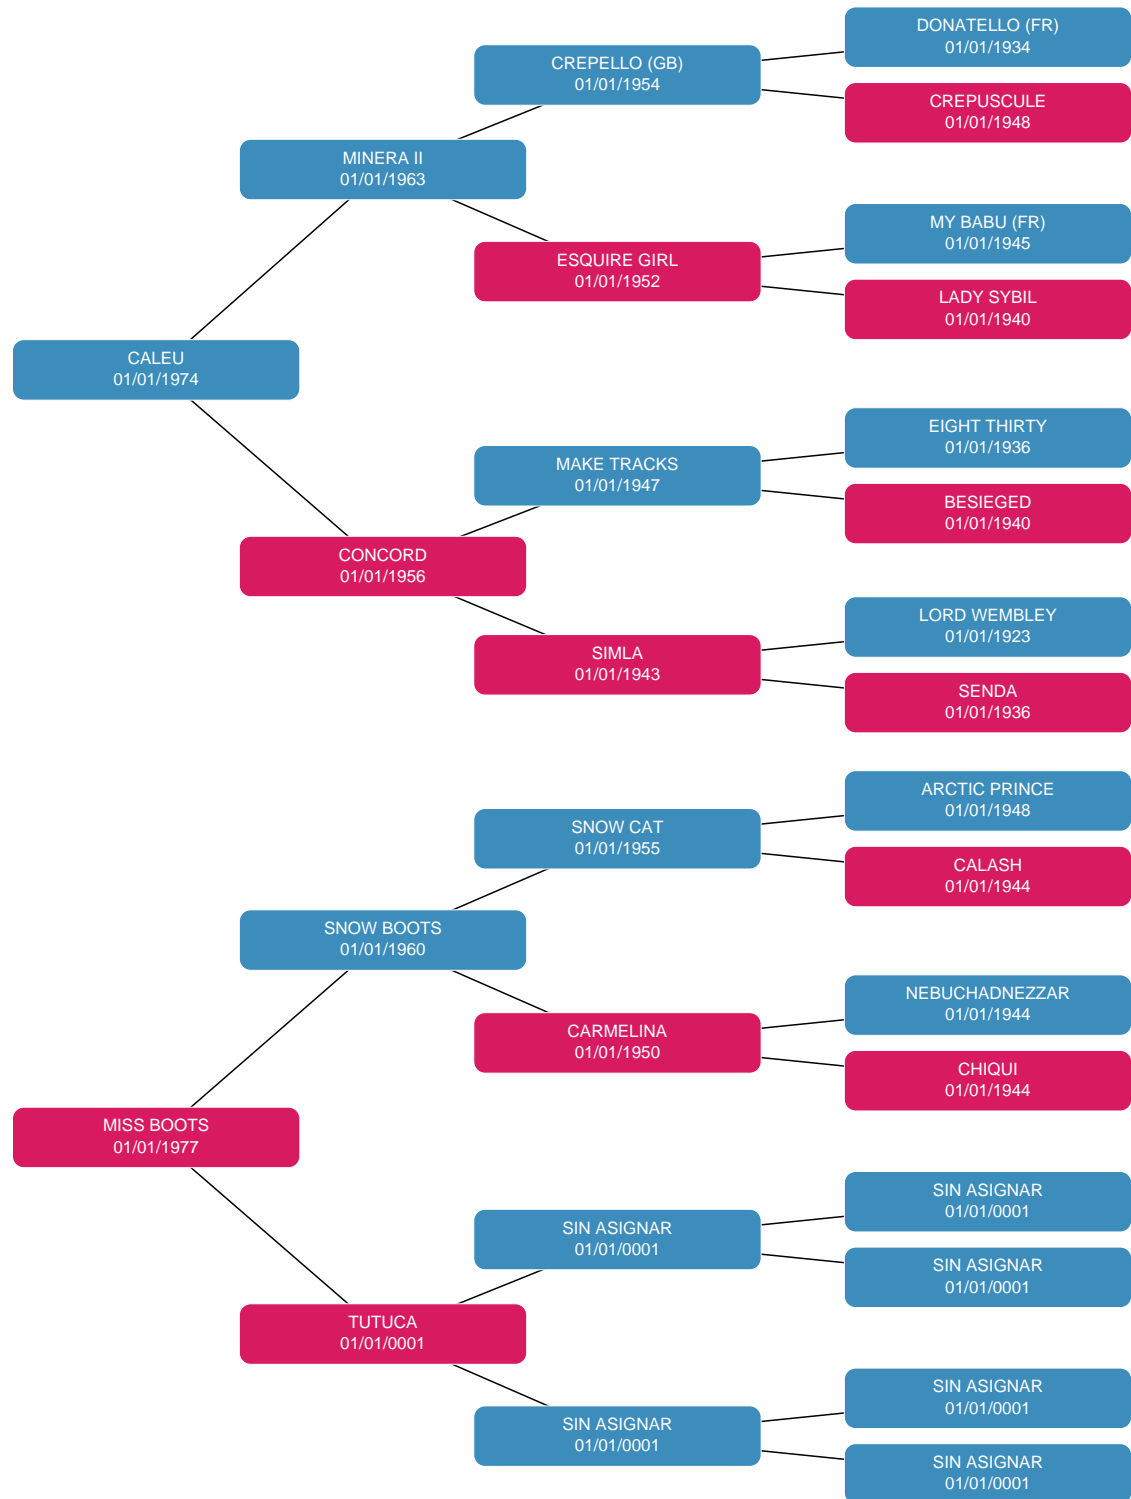 DONATELLO (FR)
01/01/1934
CREPELLO (GB)
01/01/1954
CREPUSCULE
01/01/1948
MINERA II
01/01/1963
MY BABU (FR)
01/01/1945
ESQUIRE GIRL
01/01/1952
LADY SYBIL
01/01/1940
CALEU
01/01/1974
EIGHT THIRTY
01/01/1936
MAKE TRACKS
01/01/1947
BESIEGED
01/01/1940
CONCORD
01/01/1956
LORD WEMBLEY
01/01/1923
SIMLA
01/01/1943
SENDA
01/01/1936
ARCTIC PRINCE
01/01/1948
SNOW CAT
01/01/1955
CALASH
01/01/1944
SNOW BOOTS
01/01/1960
NEBUCHADNEZZAR
01/01/1944
CARMELINA
01/01/1950
CHIQUI
01/01/1944
MISS BOOTS
01/01/1977
SIN ASIGNAR
01/01/0001
SIN ASIGNAR
01/01/0001
SIN ASIGNAR
01/01/0001
TUTUCA
01/01/0001
SIN ASIGNAR
01/01/0001
SIN ASIGNAR
01/01/0001
SIN ASIGNAR
01/01/0001